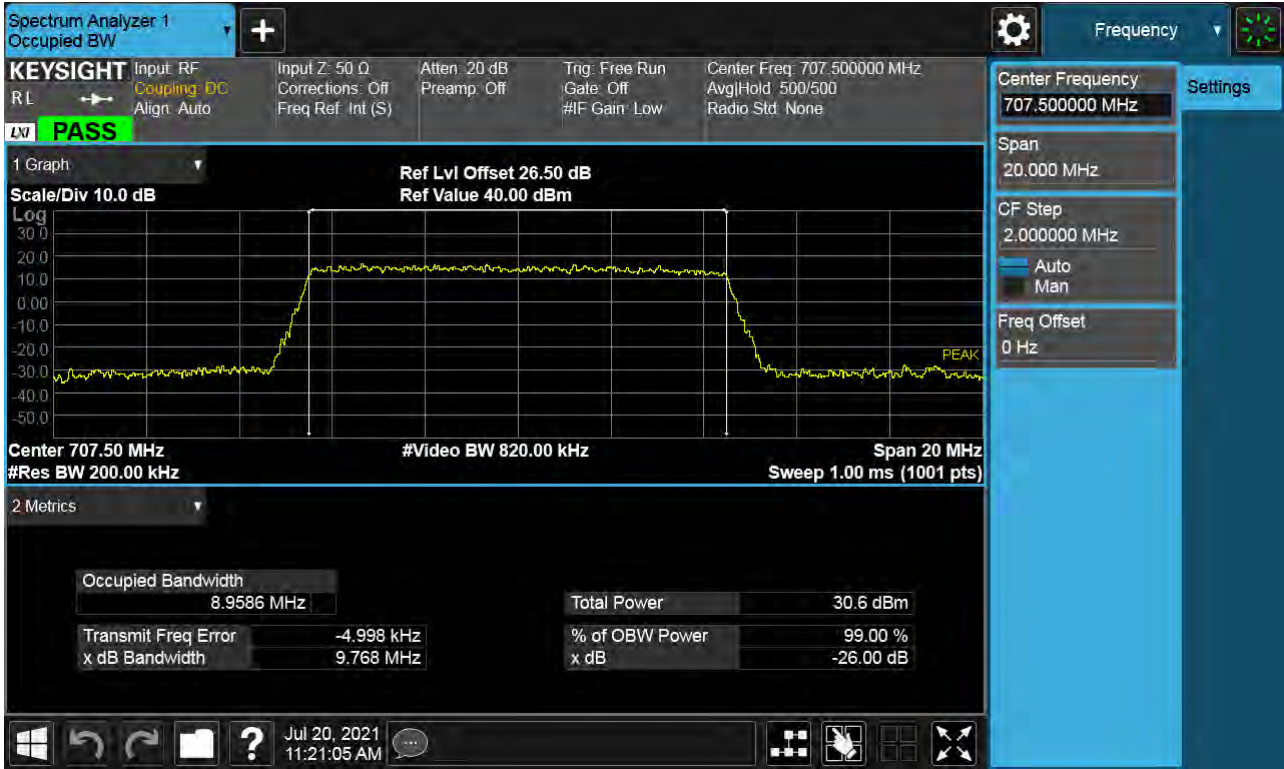 Spectrum Analyzer 1
Occupied BW
+
Frequency
KEYSIGHT
R L
LXI
PASS
Input: RF
Coupling: DC
Align: Auto
Input Z: 50 Ω
Corrections: Off
Freq Ref: Int (S)
Atten: 20 dB
Preamp: Off
Trig: Free Run
Gate: Off
#IF Gain: Low
Center Freq: 707.500000 MHz
Avg|Hold: 500/500
Radio Std: None
Center Frequency
707.500000 MHz
Settings
Span
20.000 MHz
CF Step
2.000000 MHz
Auto
Man
Freq Offset
0 Hz
1 Graph
Scale/Div 10.0 dB
Ref Lvl Offset 26.50 dB
Ref Value 40.00 dBm
Log
30.0
20.0
10.0
0.00
-10.0
-20.0
-30.0
-40.0
-50.0
PEAK
Center 707.50 MHz
#Video BW 820.00 kHz
Span 20 MHz
#Res BW 200.00 kHz
Sweep 1.00 ms (1001 pts)
2 Metrics
Occupied Bandwidth
8.9586 MHz
Total Power 30.6 dBm
Transmit Freq Error -4.998 kHz
% of OBW Power 99.00 %
x dB Bandwidth 9.768 MHz
x dB -26.00 dB
?
Jul 20, 2021
11:21:05 AM